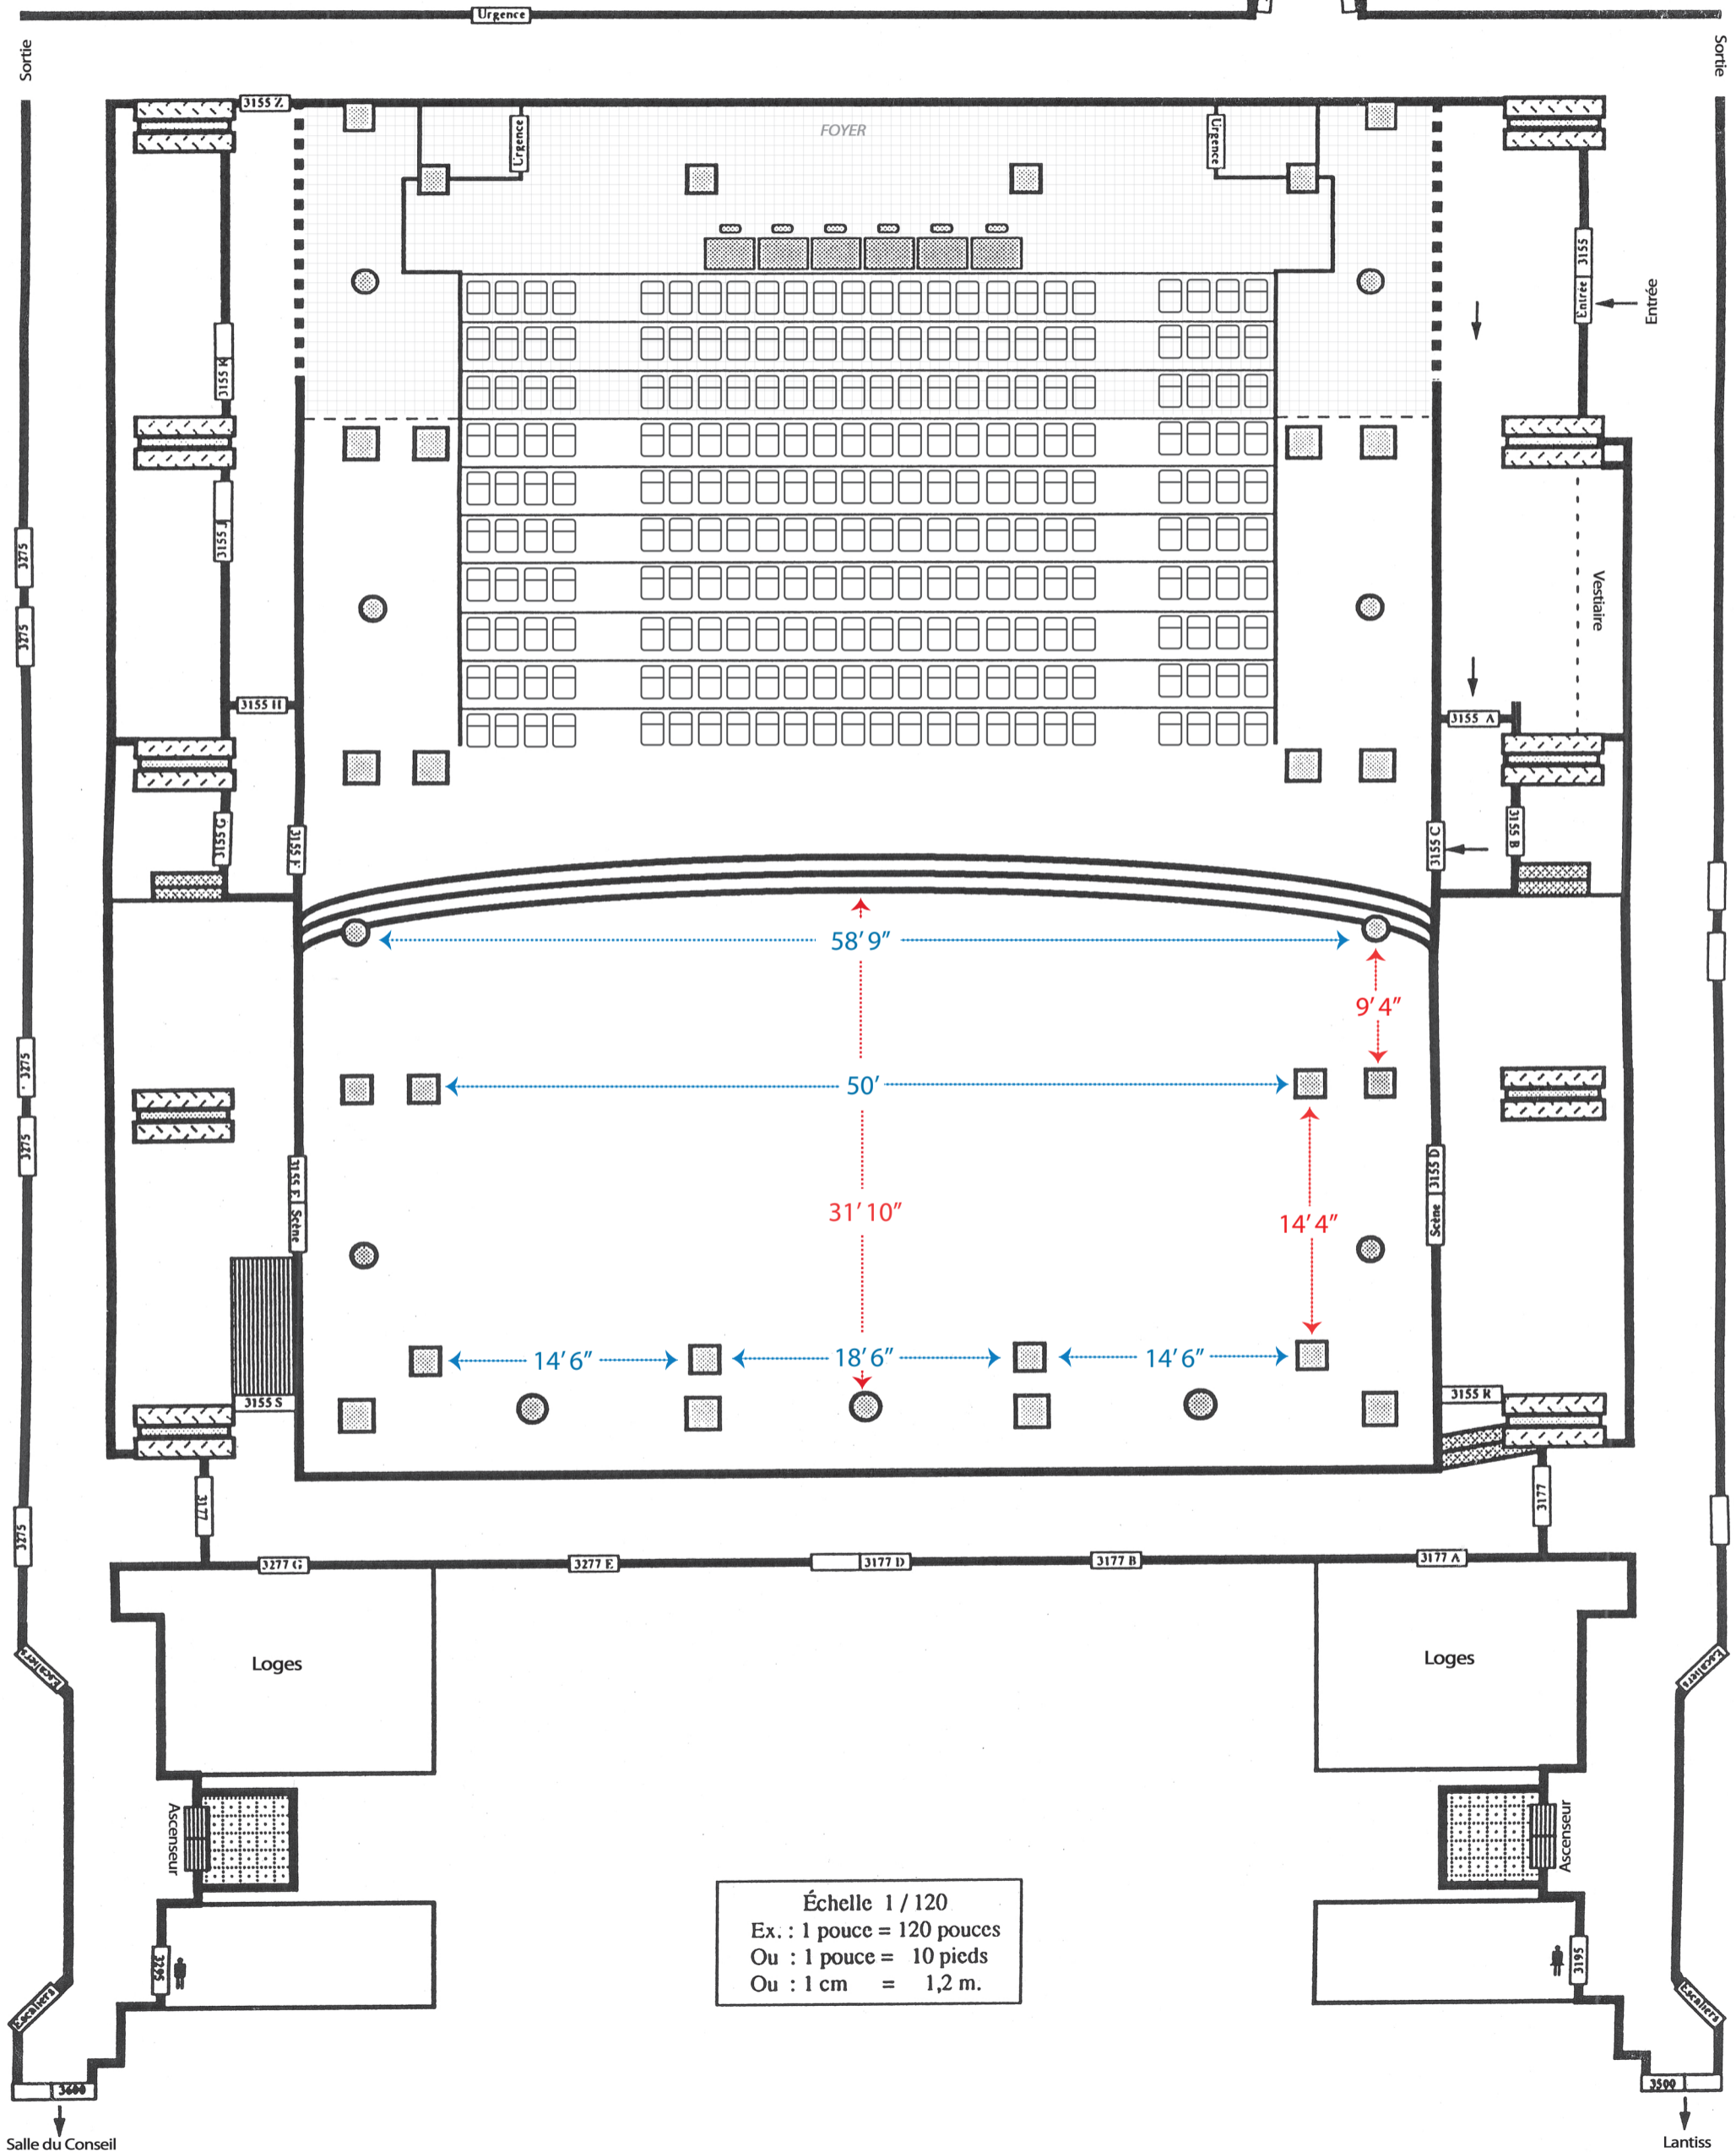 Urgence
Sortie
Sortie
3155 Z
FOYER
Urgence
Urgence
3155
Entrée
Entrée
3155 K
3155 J
3275
3275
Vestiaire
3155 H
3155 A
3155 G
3155 F
3155 C
3155 B
58' 9"
9' 4"
50'
3275
3275
3155 E
Scène
3155 D
Scène
31' 10"
14' 4"
14' 6"
18' 6"
14' 6"
3155 S
3155 R
3177
3177
3275
3277 G
3277 E
3177 D
3177 B
3177 A
Escaliers
Escaliers
Loges
Loges
Ascenseur
Ascenseur
Échelle 1 / 120
Ex. : 1 pouce = 120 pouces
Ou : 1 pouce = 10 pieds
Ou : 1 cm = 1,2 m.
3295
3195
Escaliers
Escaliers
3600
3500
Salle du Conseil
Lantiss